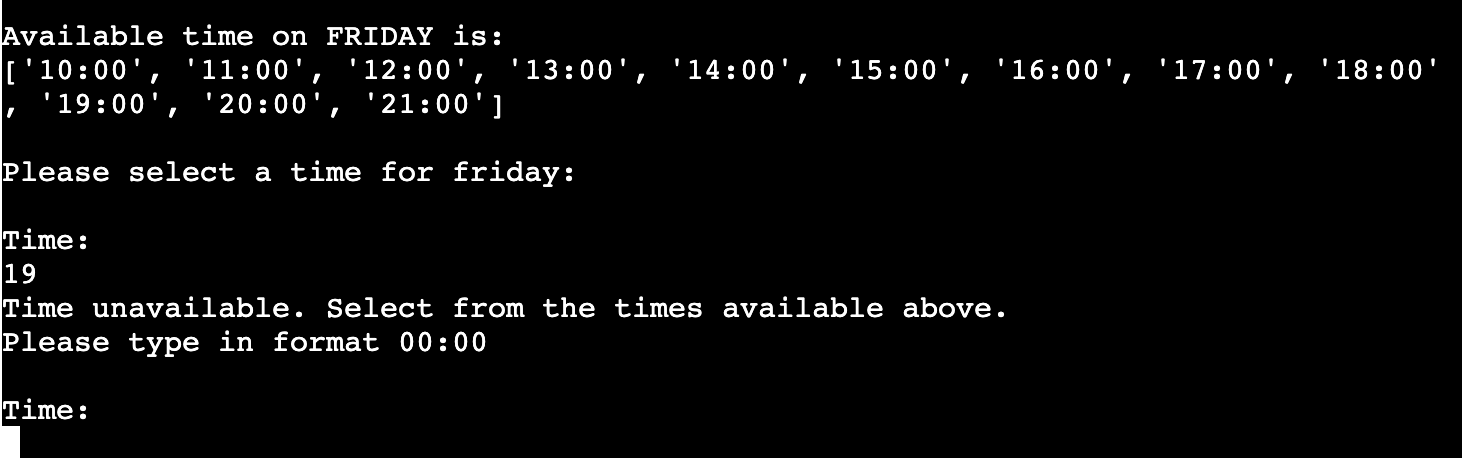 Available time on FRIDAY is:
['10:00', '11:00', '12:00', '13:00', '14:00', '15:00', '16:00', '17:00', '18:00'
, '19:00', '20:00', '21:00']
Please select a time for friday:
Time:
19
Time unavailable. Select from the times available above.
Please type in format 00:00
Time: